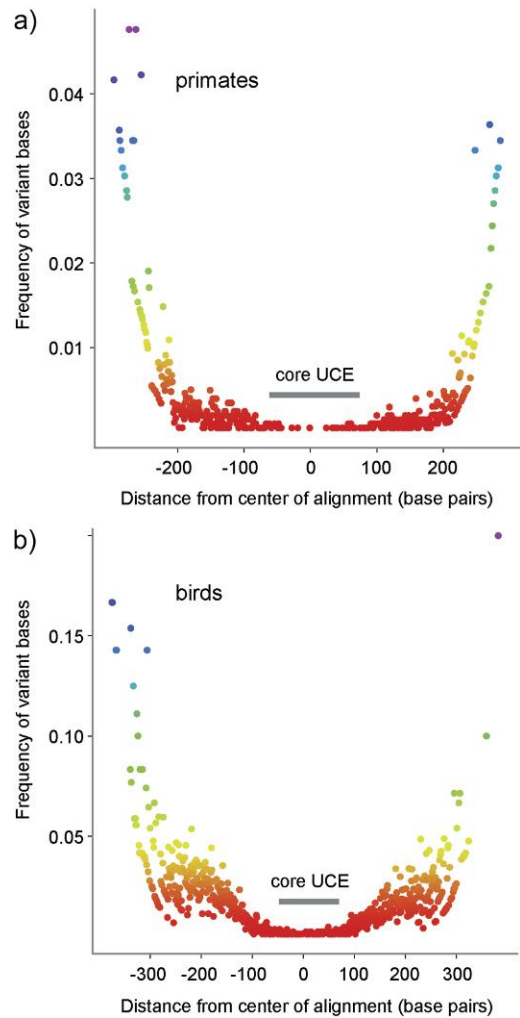 a)
primates
Frequency of variant bases
0.04
0.03
0.02
0.01
core UCE
-200 -100 0 100 200
Distance from center of alignment (base pairs)
b)
birds
Frequency of variant bases
0.15
0.10
0.05
core UCE
-300 -200 -100 0 100 200 300
Distance from center of alignment (base pairs)